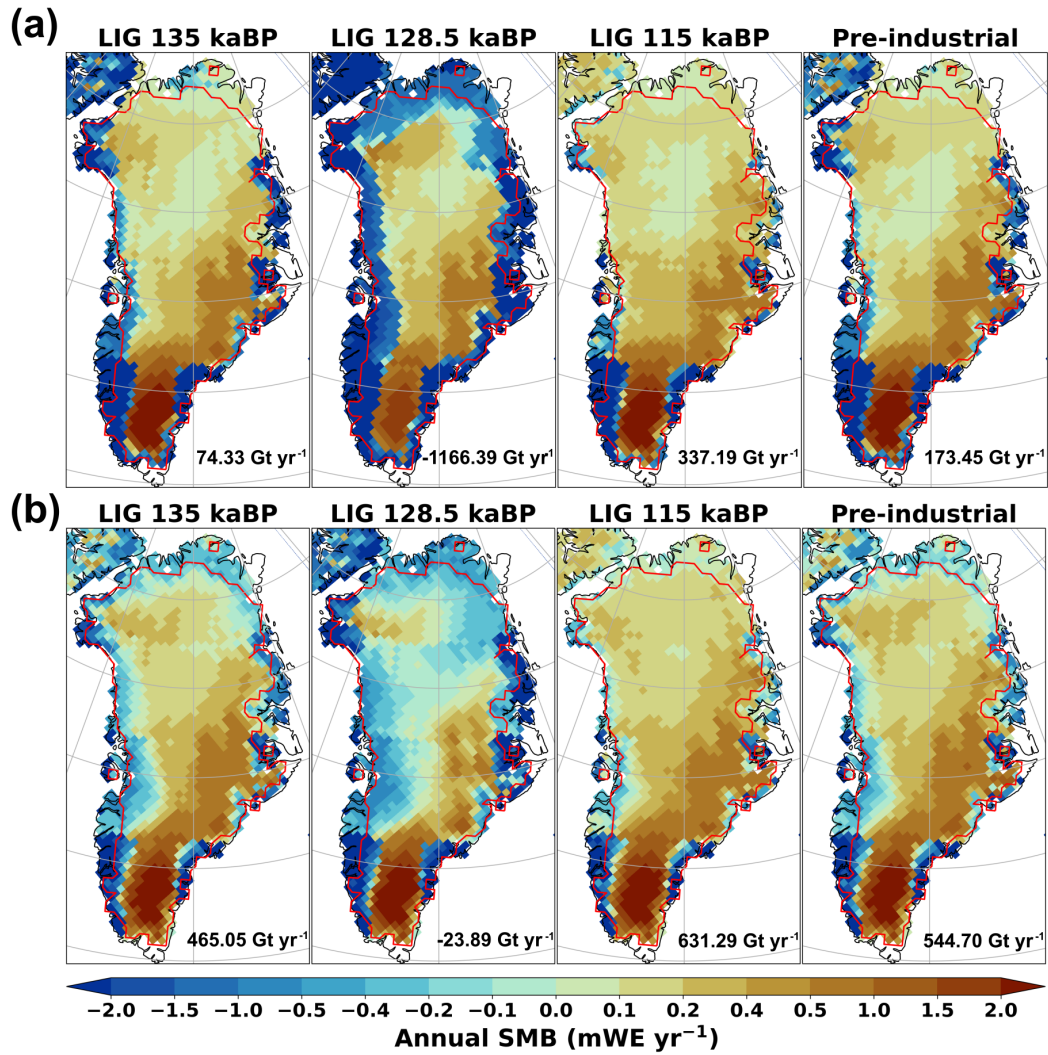 (a)
LIG 135 kaBP LIG 128.5 kaBP LIG 115 kaBP Pre-industrial
74.33 Gt yr⁻¹ -1166.39 Gt yr¹ 337.19 Gt yr⁻¹ 173.45 Gt yr⁻¹
(b)
LIG 135 kaBP LIG 128.5 kaBP LIG 115 kaBP Pre-industrial
465.05 Gt yr⁻¹ -23.89 Gt yr⁻¹ 631.29 Gt yr⁻¹ 544.70 Gt yr⁻¹
−2.0 −1.5 −1.0 −0.5 −0.4 −0.2 −0.1 0.0 0.1 0.2 0.4 0.5 1.0 1.5 2.0
Annual SMB (mWE yr⁻¹)